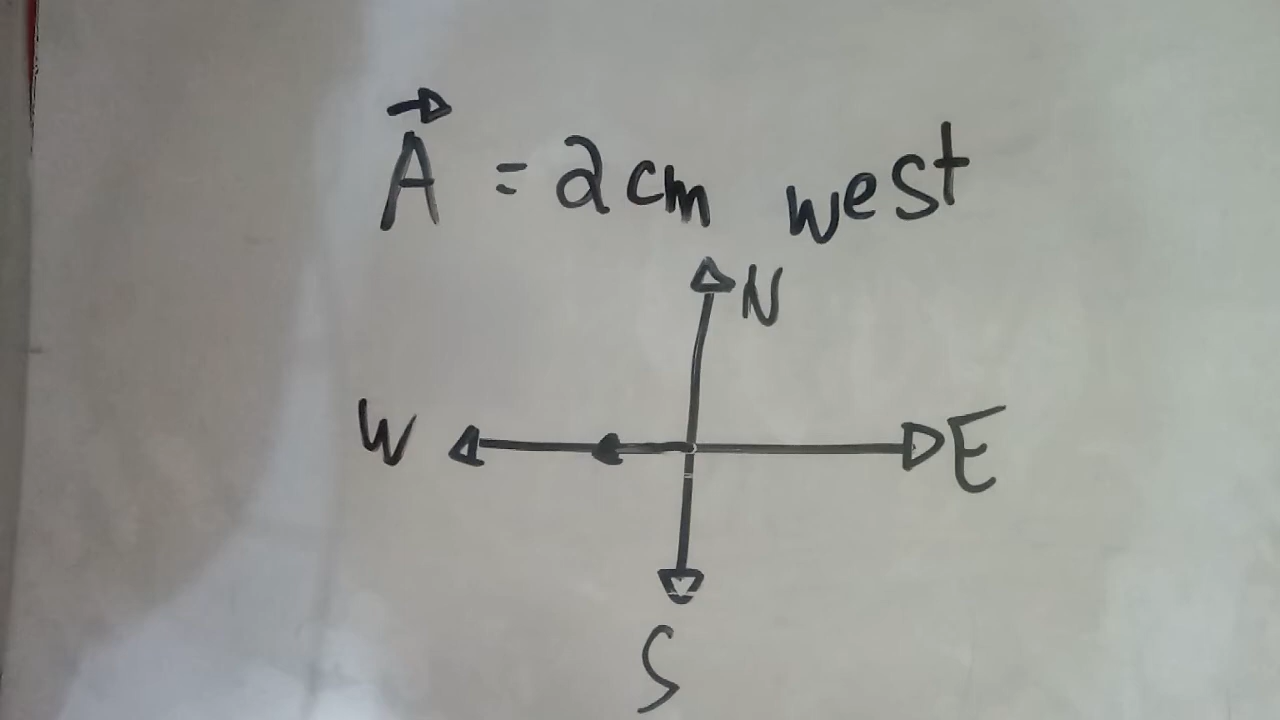 A⃗ = 2cm west
N
W E
S